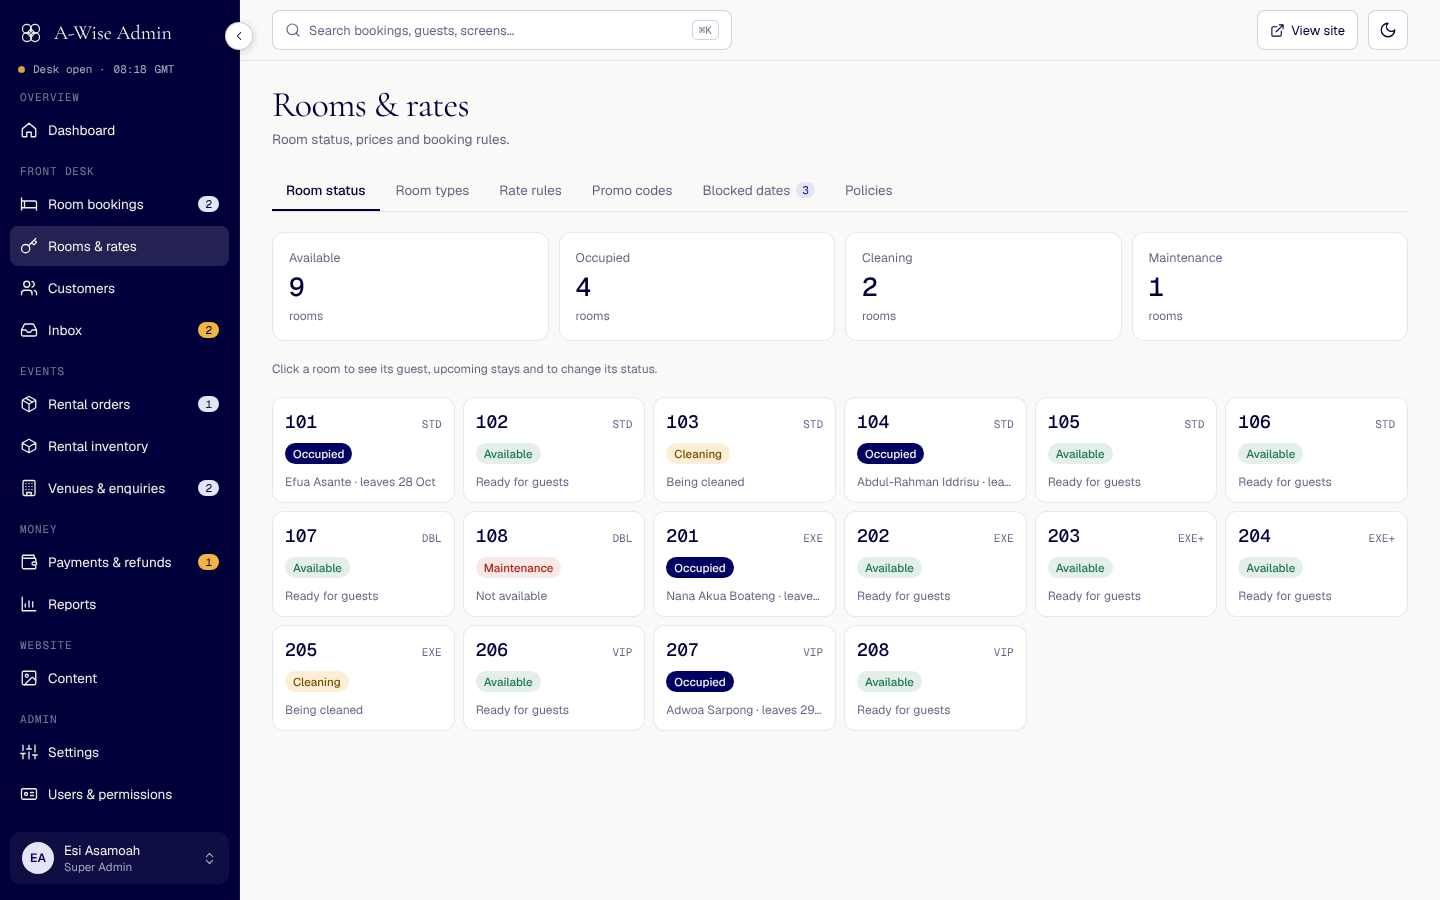 A-Wise Admin
Desk open · 08:18 GMT
OVERVIEW
Dashboard
FRONT DESK
Room bookings 2
Rooms & rates
Customers
Inbox 2
EVENTS
Rental orders 1
Rental inventory
Venues & enquiries 2
MONEY
Payments & refunds 1
Reports
WEBSITE
Content
ADMIN
Settings
Users & permissions
EA
Esi Asamoah
Super Admin
Search bookings, guests, screens... ⌘K
View site
Rooms & rates
Room status, prices and booking rules.
Room status Room types Rate rules Promo codes Blocked dates 3 Policies
Available Occupied Cleaning Maintenance
9 4 2 1
rooms rooms rooms rooms
Click a room to see its guest, upcoming stays and to change its status.
101 STD 102 STD 103 STD 104 STD 105 STD 106 STD
Occupied Available Cleaning Occupied Available Available
Efua Asante · leaves 28 Oct Ready for guests Being cleaned Abdul-Rahman Iddrisu · lea... Ready for guests Ready for guests
107 DBL 108 DBL 201 EXE 202 EXE 203 EXE+ 204 EXE+
Available Maintenance Occupied Available Available Available
Ready for guests Not available Nana Akua Boateng · leave... Ready for guests Ready for guests Ready for guests
205 EXE 206 VIP 207 VIP 208 VIP
Cleaning Available Occupied Available
Being cleaned Ready for guests Adwoa Sarpong · leaves 29... Ready for guests